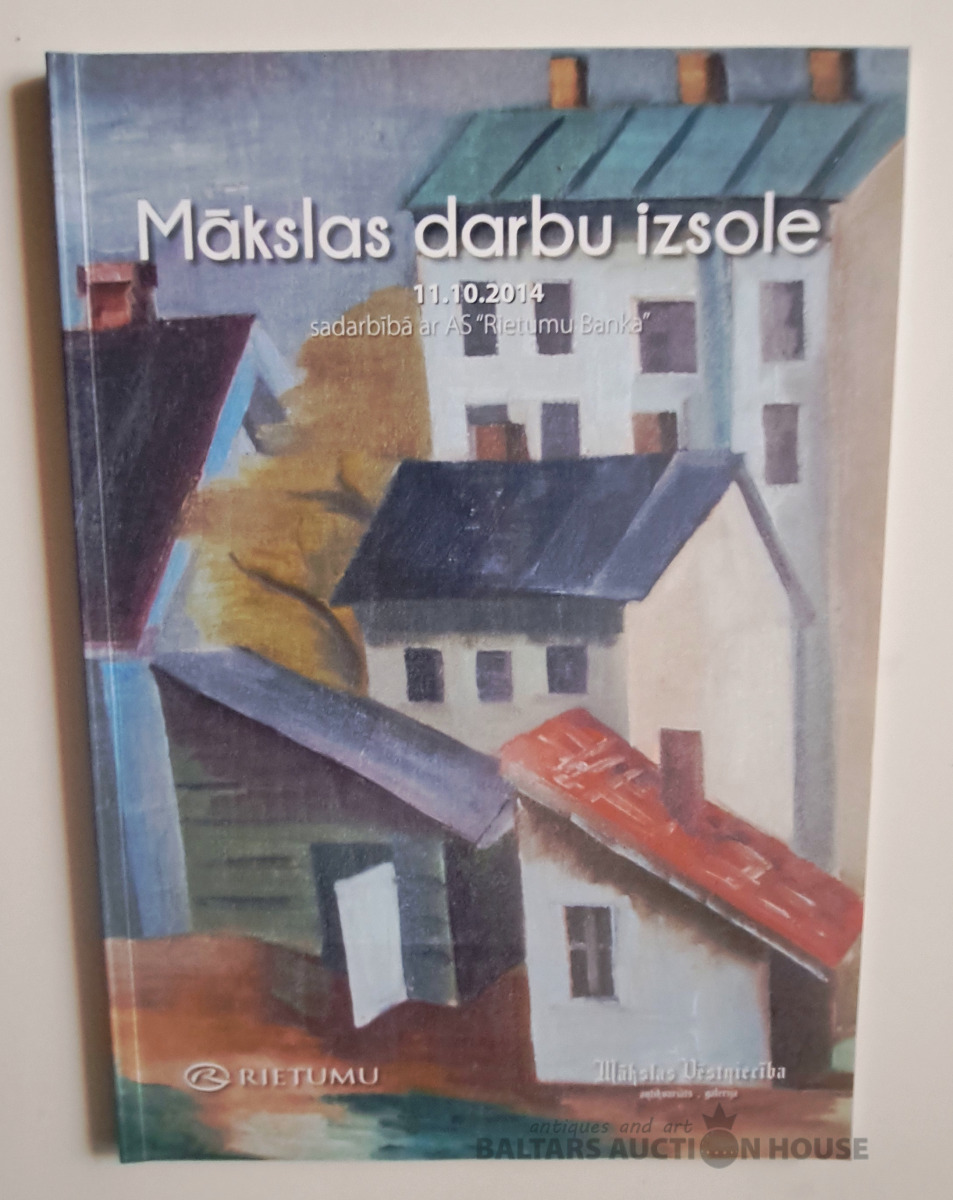 Mākslas darbu izsole
11.10.2014
sadarbībā ar AS "Rietumu Banka"
RIETUMU
Mākslas Vēstniecība
antikvariāts . galerija
antiques and art
BALTARS AUCTION HOUSE